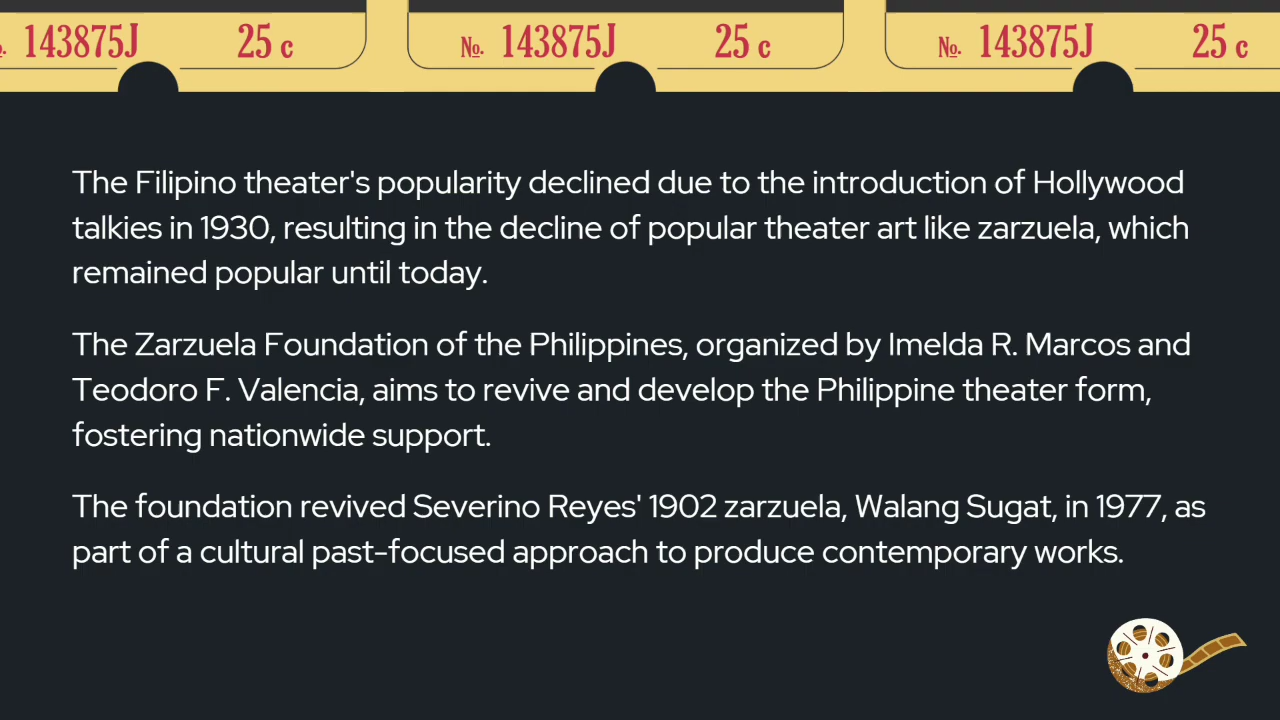 №. 143875J 25 c № 143875J 25 c № 143875J 25 c
The Filipino theater's popularity declined due to the introduction of Hollywood
talkies in 1930, resulting in the decline of popular theater art like zarzuela, which
remained popular until today.
The Zarzuela Foundation of the Philippines, organized by Imelda R. Marcos and
Teodoro F. Valencia, aims to revive and develop the Philippine theater form,
fostering nationwide support.
The foundation revived Severino Reyes' 1902 zarzuela, Walang Sugat, in 1977, as
part of a cultural past-focused approach to produce contemporary works.